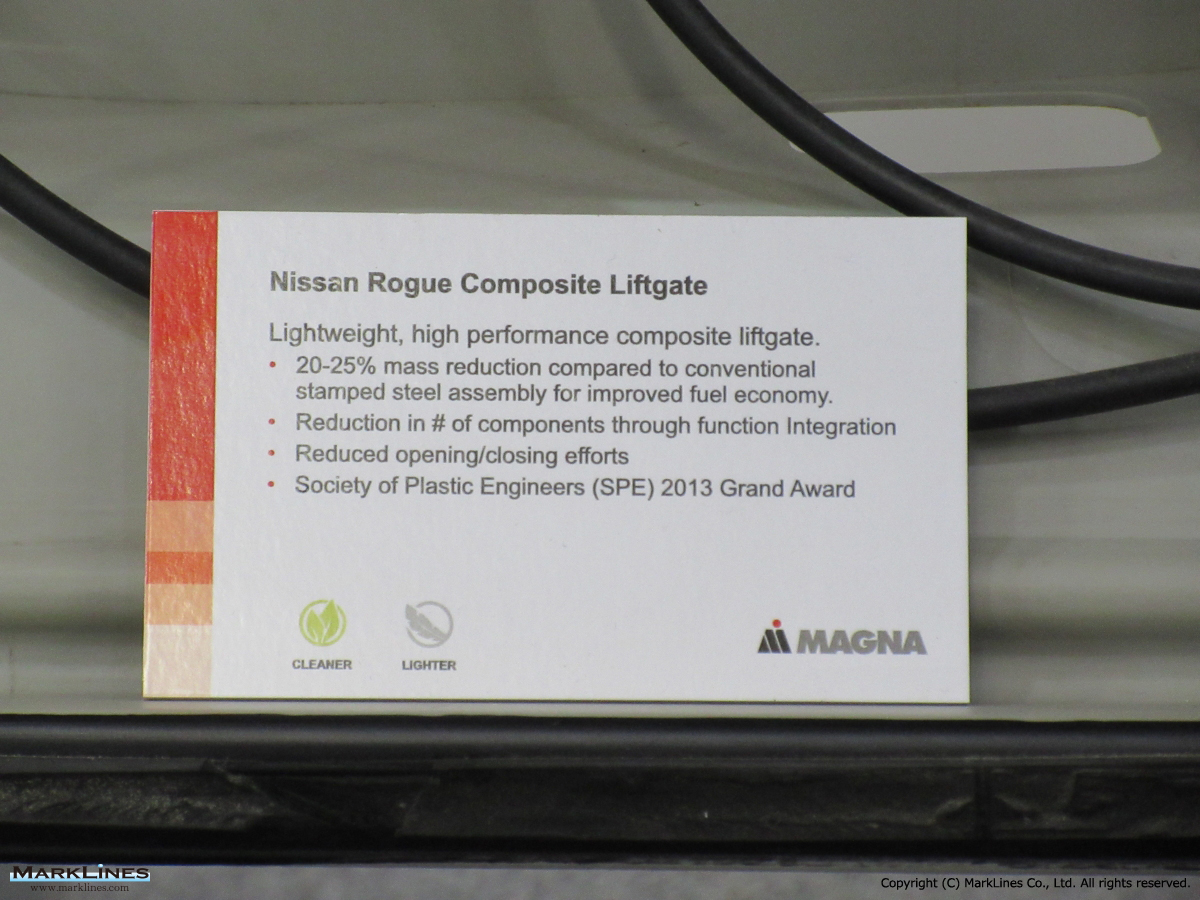 Nissan Rogue Composite Liftgate
Lightweight, high performance composite liftgate.
• 20-25% mass reduction compared to conventional
stamped steel assembly for improved fuel economy.
• Reduction in # of components through function Integration
• Reduced opening/closing efforts
• Society of Plastic Engineers (SPE) 2013 Grand Award
CLEANER
LIGHTER
MAGNA
MARKLINES
www.marklines.com
Copyright (C) MarkLines Co., Ltd. All rights reserved.